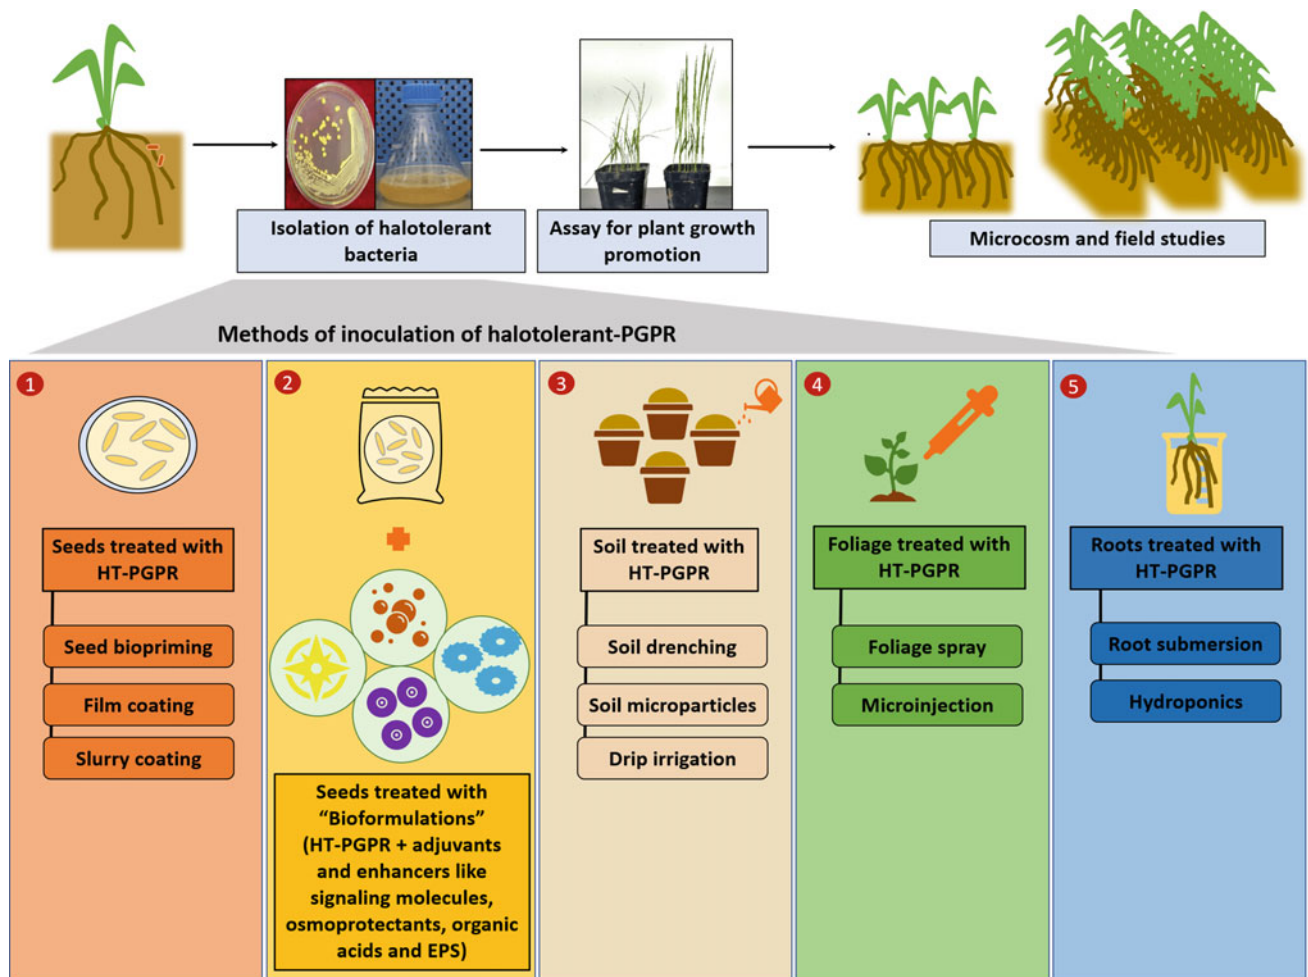 Isolation of halotolerant
bacteria
Assay for plant growth
promotion
Microcosm and field studies
Methods of inoculation of halotolerant-PGPR
1
Seeds treated with
HT-PGPR
Seed biopriming
Film coating
Slurry coating
2
Seeds treated with
“Bioformulations”
(HT-PGPR + adjuvants
and enhancers like
signaling molecules,
osmoprotectants, organic
acids and EPS)
3
Soil treated with
HT-PGPR
Soil drenching
Soil microparticles
Drip irrigation
4
Foliage treated with
HT-PGPR
Foliage spray
Microinjection
5
Roots treated with
HT-PGPR
Root submersion
Hydroponics